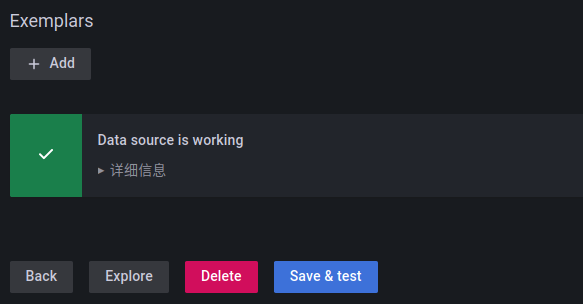 Exemplars
+ Add
Data source is working
▸ 详细信息
Back
Explore
Delete
Save & test